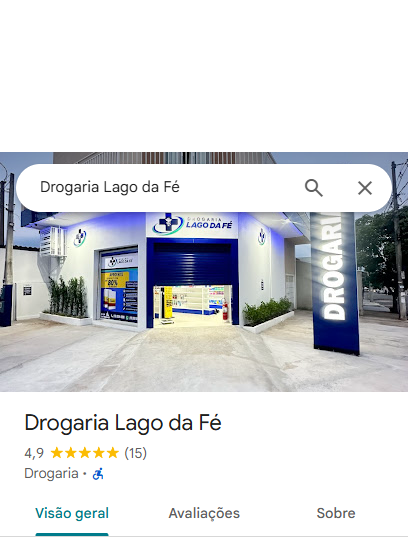 Drogaria Lago da Fé
DROGARIA
LAGO DA FÉ
80%
DROGARIA
Drogaria Lago da Fé
4,9 (15)
Drogaria ·
Visão geral
Avaliações
Sobre